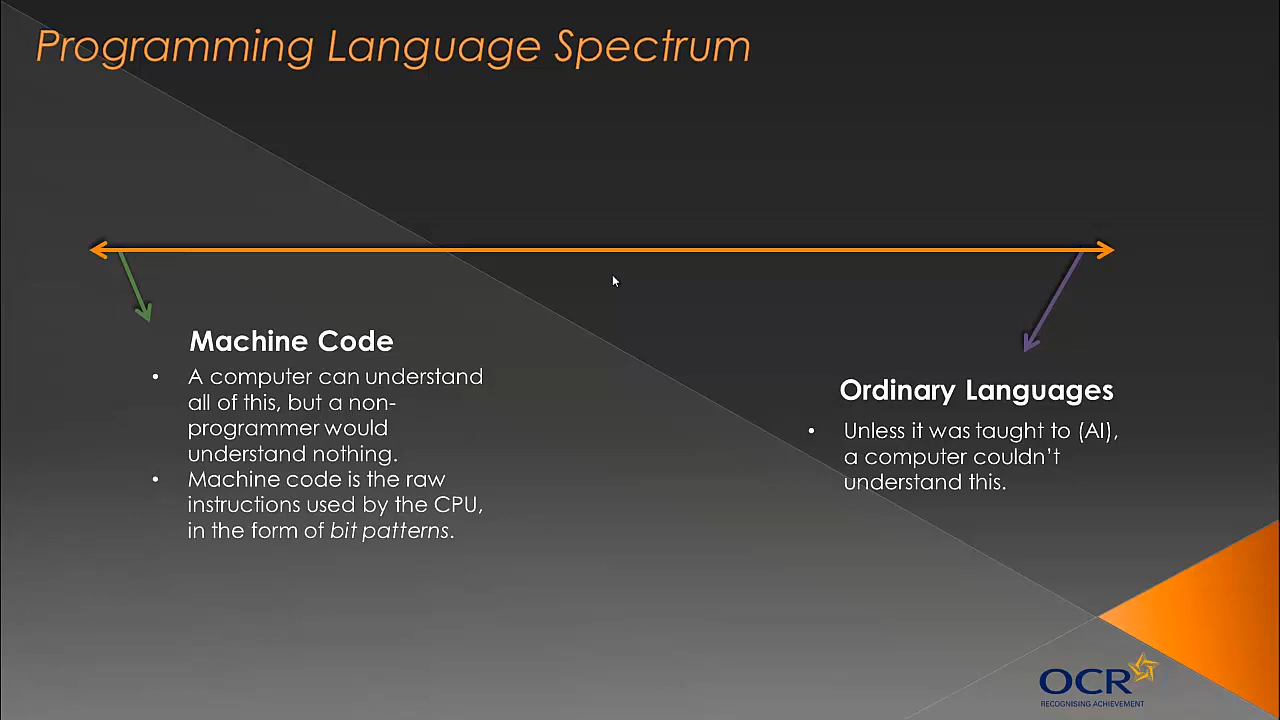 Programming Language Spectrum
Machine Code
• A computer can understand
all of this, but a non-
programmer would
understand nothing.
• Machine code is the raw
instructions used by the CPU,
in the form of bit patterns.
Ordinary Languages
• Unless it was taught to (AI),
a computer couldn't
understand this.
OCR
RECOGNISING ACHIEVEMENT